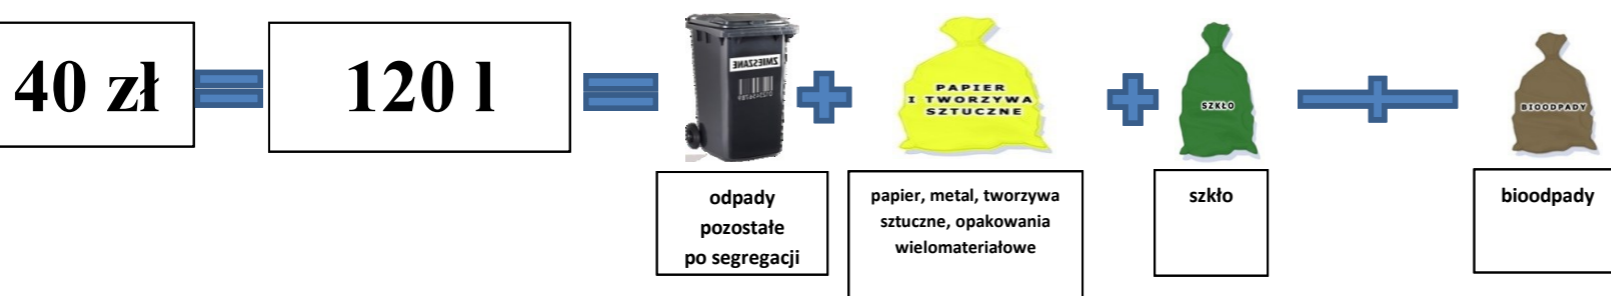 40 zł
120 l
ZMIESZANE
PAPIER
I TWORZYWA
SZTUCZNE
SZKŁO
BIOODPADY
odpady
pozostałe
po segregacji
papier, metal, tworzywa
sztuczne, opakowania
wielomateriałowe
szkło
bioodpady